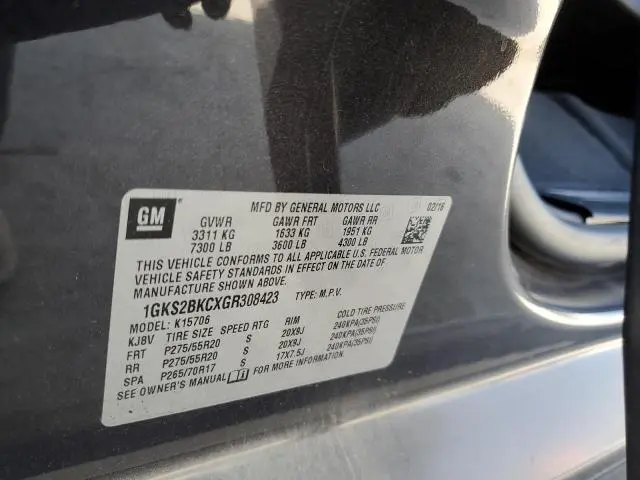 GM
MFD BY GENERAL MOTORS LLC 02/16
GVWR GAWR FRT GAWR RR
3311 KG 1633 KG 1951 KG
7300 LB 3600 LB 4300 LB
THIS VEHICLE CONFORMS TO ALL APPLICABLE U.S. FEDERAL MOTOR
VEHICLE SAFETY STANDARDS IN EFFECT ON THE DATE OF
MANUFACTURE SHOWN ABOVE.
1GKS2BKCXGR308423 TYPE: M.P.V.
MODEL: K15706
KJ8V TIRE SIZE SPEED RTG RIM COLD TIRE PRESSURE
FRT P275/55R20 S 20X9J 240KPA(35PSI)
RR P275/55R20 S 20X9J 240KPA(35PSI)
SPA P265/70R17 S 17X7.5J 240KPA(35PSI)
SEE OWNER'S MANUAL FOR MORE INFORMATION.